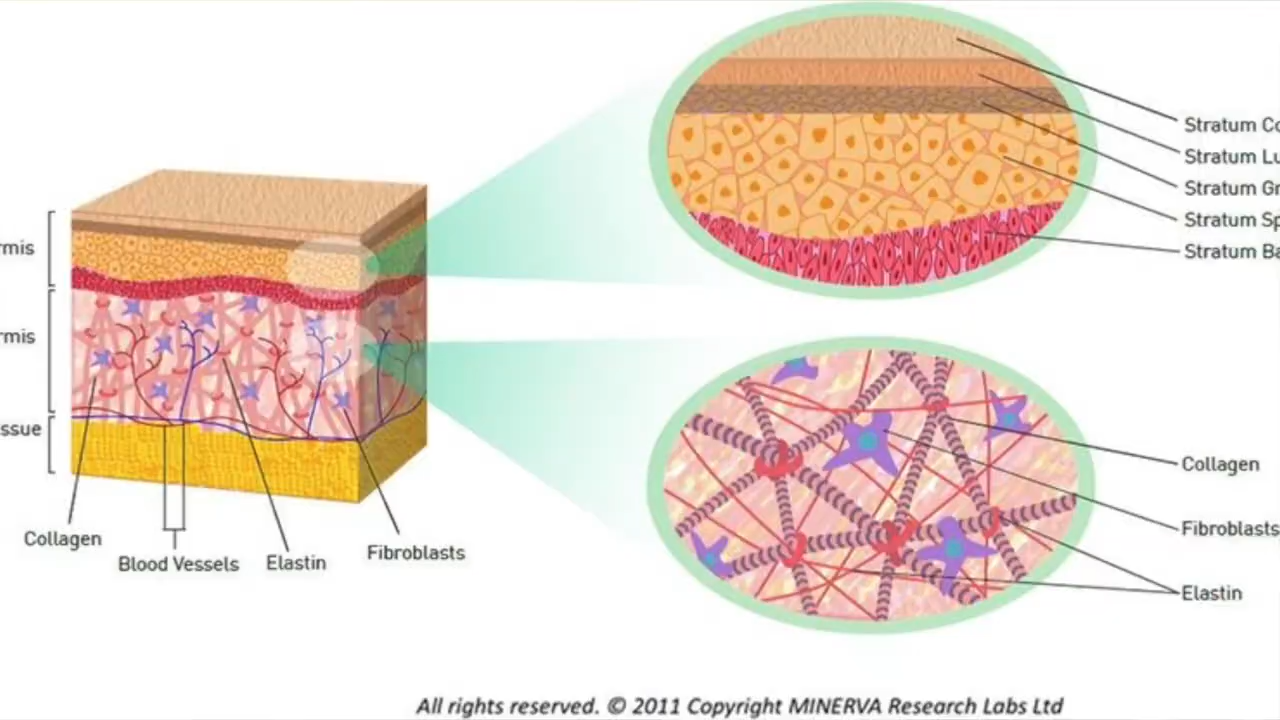 Stratum Co
Stratum Lu
Stratum Gr
Stratum Sp
Stratum Ba
rmis
rmis
ssue
Collagen
Blood Vessels
Elastin
Fibroblasts
Collagen
Fibroblasts
Elastin
All rights reserved. © 2011 Copyright MINERVA Research Labs Ltd